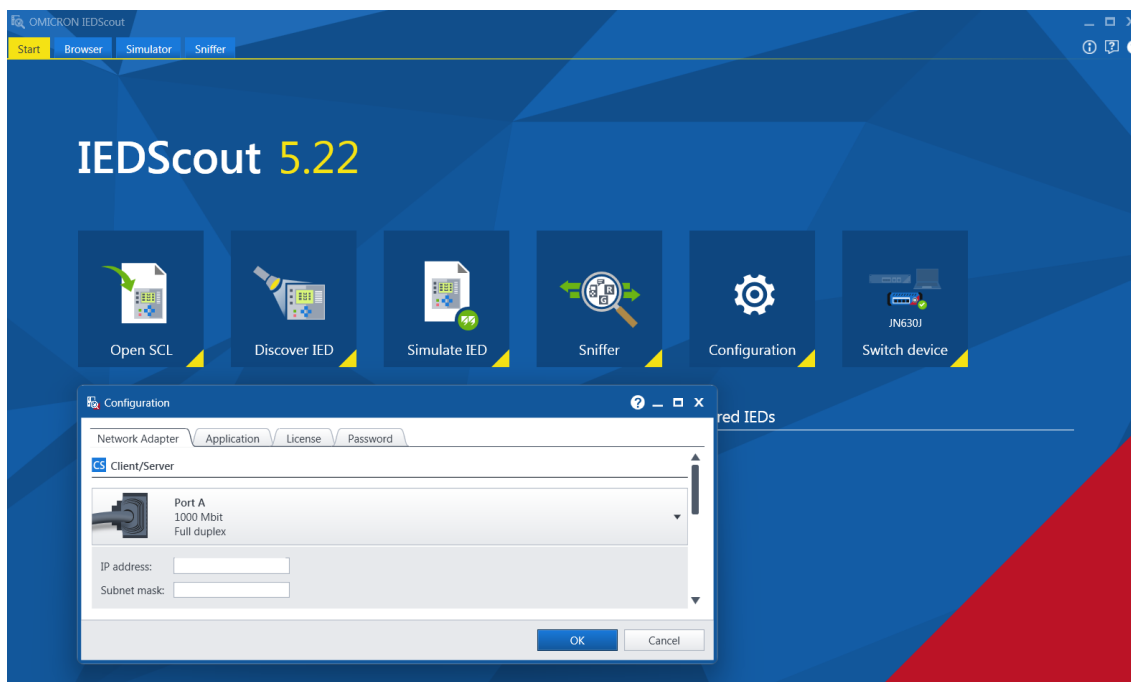 OMICRON IEDScout
Start Browser Simulator Sniffer
IEDScout 5.22
Open SCL Discover IED Simulate IED Sniffer Configuration JN630J Switch device
Configuration
red IEDs
Network Adapter Application License Password
CS Client/Server
Port A
1000 Mbit
Full duplex
IP address:
Subnet mask:
OK Cancel